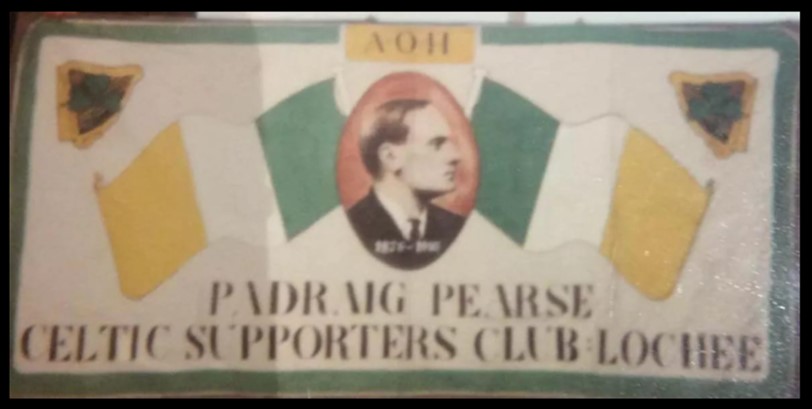 AOH
1879-1916
PADRAIG PEARSE
CELTIC SUPPORTERS CLUB : LOCHEE